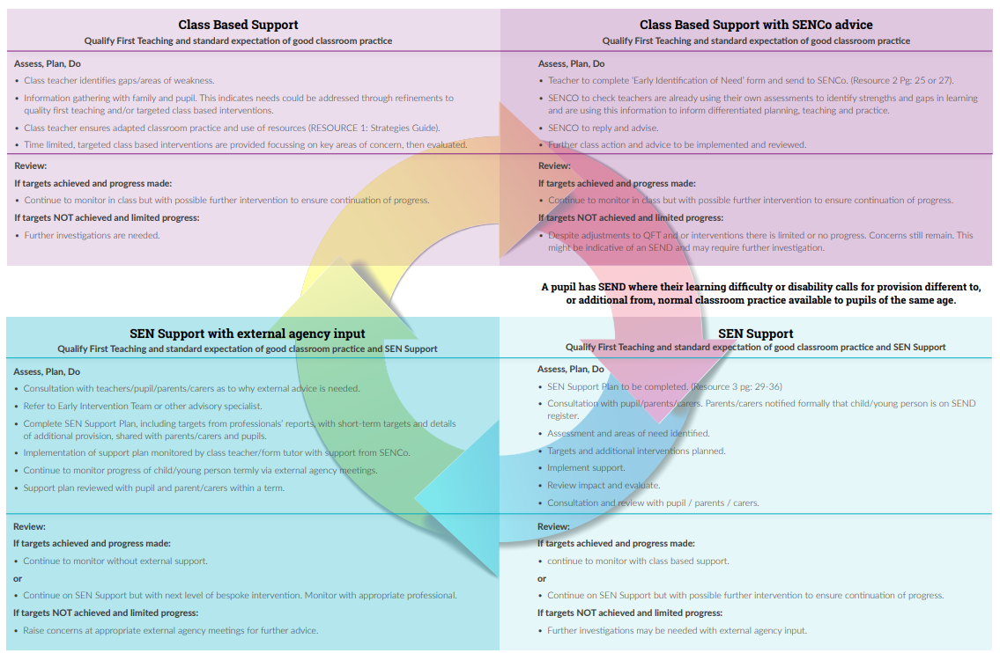 Class Based Support
Qualify First Teaching and standard expectation of good classroom practice
Assess, Plan, Do
• Class teacher identifies gaps/areas of weakness.
• Information gathering with family and pupil. This indicates needs could be addressed through refinements to
quality first teaching and/or targeted class based interventions.
• Class teacher ensures adapted classroom practice and use of resources (RESOURCE 1: Strategies Guide).
• Time limited, targeted class based interventions are provided focussing on key areas of concern, then evaluated.
Review:
If targets achieved and progress made:
• Continue to monitor in class but with possible further intervention to ensure continuation of progress.
If targets NOT achieved and limited progress:
• Further investigations are needed.
Class Based Support with SENCo advice
Qualify First Teaching and standard expectation of good classroom practice
Assess, Plan, Do
• Teacher to complete 'Early Identification of Need' form and send to SENCo. (Resource 2 Pg: 25 or 27).
• SENCO to check teachers are already using their own assessments to identify strengths and gaps in learning
and are using this information to inform differentiated planning, teaching and practice.
• SENCO to reply and advise.
• Further class action and advice to be implemented and reviewed.
Review:
If targets achieved and progress made:
• Continue to monitor in class but with possible further intervention to ensure continuation of progress.
If targets NOT achieved and limited progress:
• Despite adjustments to QFT and or interventions there is limited or no progress. Concerns still remain. This
might be indicative of an SEND and may require further investigation.
A pupil has SEND where their learning difficulty or disability calls for provision different to,
or additional from, normal classroom practice available to pupils of the same age.
SEN Support with external agency input
Qualify First Teaching and standard expectation of good classroom practice and SEN Support
Assess, Plan, Do
• Consultation with teachers/pupil/parents/carers as to why external advice is needed.
• Refer to Early Intervention Team or other advisory specialist.
• Complete SEN Support Plan, including targets from professionals' reports, with short-term targets and details
of additional provision, shared with parents/carers and pupils.
• Implementation of support plan monitored by class teacher/form tutor with support from SENCo.
• Continue to monitor progress of child/young person termly via external agency meetings.
• Support plan reviewed with pupil and parent/carers within a term.
Review:
If targets achieved and progress made:
• Continue to monitor without external support.
or
• Continue on SEN Support but with next level of bespoke intervention. Monitor with appropriate professional.
If targets NOT achieved and limited progress:
• Raise concerns at appropriate external agency meetings for further advice.
SEN Support
Qualify First Teaching and standard expectation of good classroom practice and SEN Support
Assess, Plan, Do
• SEN Support Plan to be completed. (Resource 3 pg: 29-36)
• Consultation with pupil/parents/carers. Parents/carers notified formally that child/young person is on SEND
register.
• Assessment and areas of need identified.
• Targets and additional interventions planned.
• Implement support.
• Review impact and evaluate.
• Consultation and review with pupil / parents / carers.
Review:
If targets achieved and progress made:
• continue to monitor with class based support.
or
• Continue on SEN Support but with possible further intervention to ensure continuation of progress.
If targets NOT achieved and limited progress:
• Further investigations may be needed with external agency input.